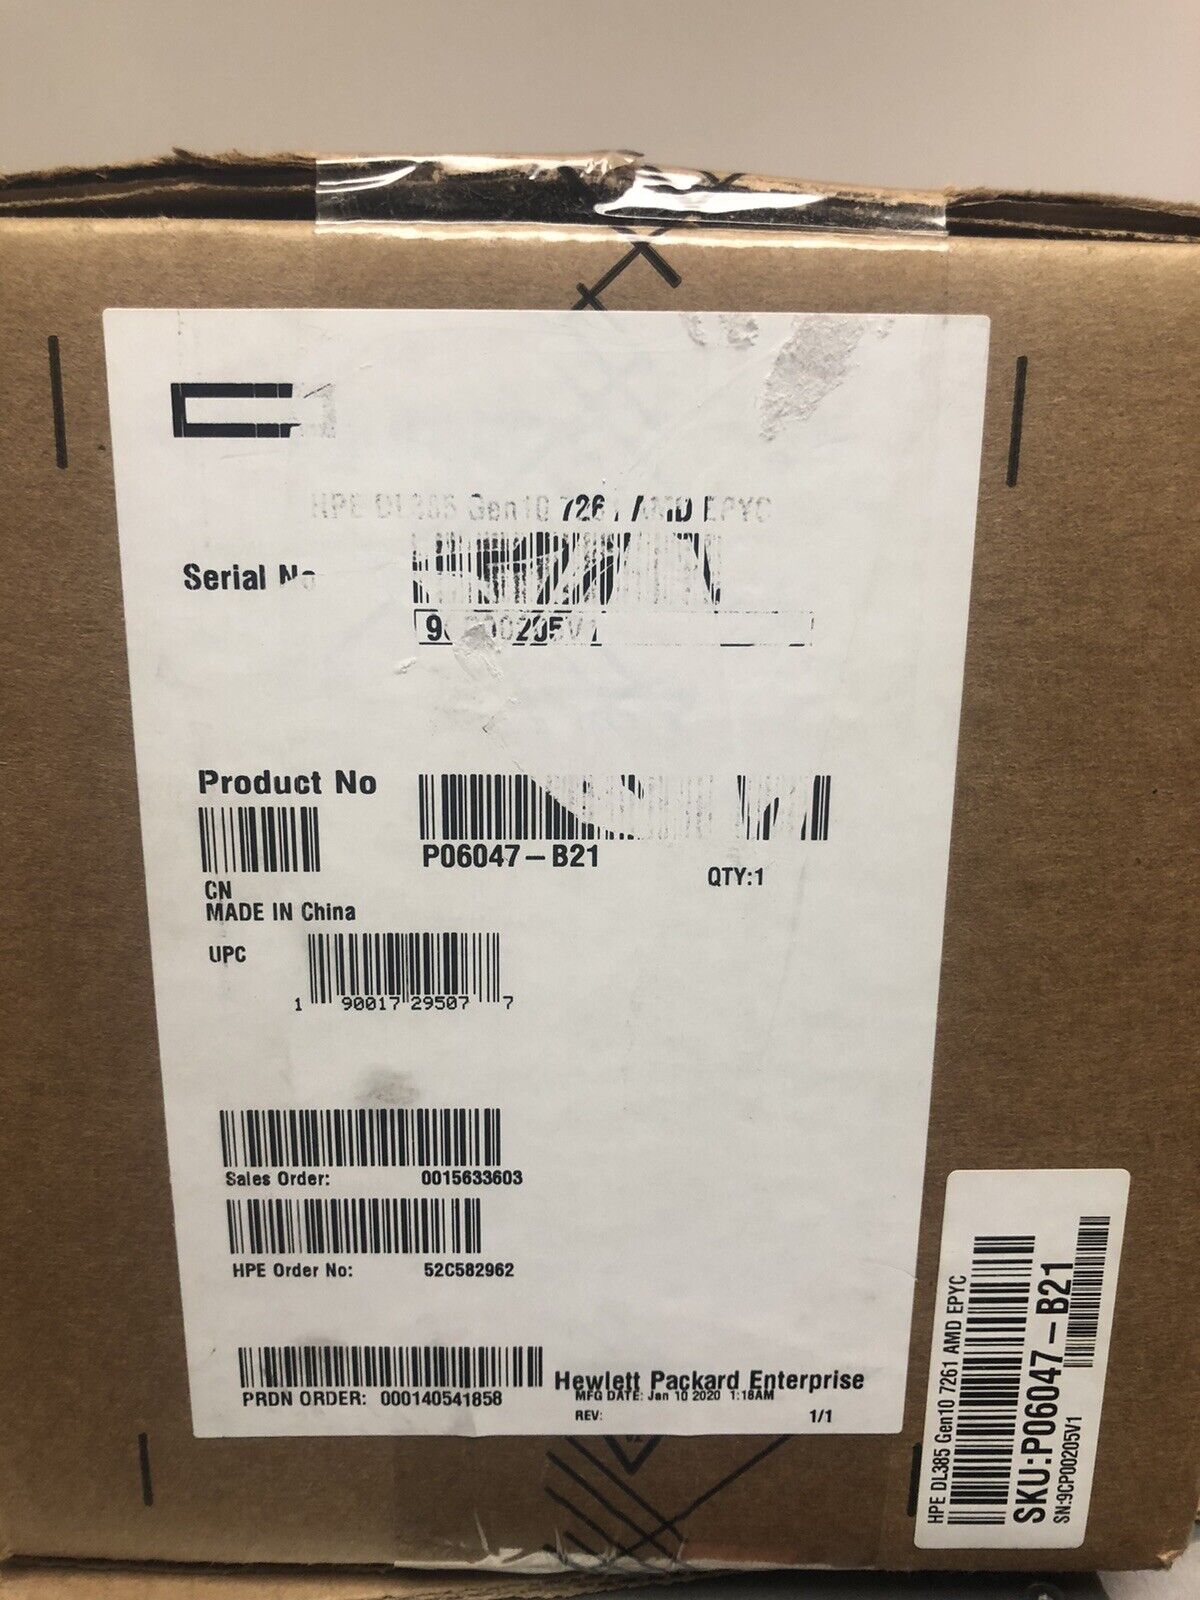 HPE DL385 Gen10 7261 AMD EPYC
Serial No
9CP00205V1
Product No
P06047-B21
QTY:1
CN
MADE IN China
UPC
1 90017 29507 7
Sales Order: 0015633603
HPE Order No: 52C582962
PRDN ORDER: 000140541858
Hewlett Packard Enterprise
MFG DATE: Jan 10 2020 1:18AM
REV: 1/1
HPE DL385 Gen10 7261 AMD EPYC
SKU:P06047-B21
SN:9CP00205V1